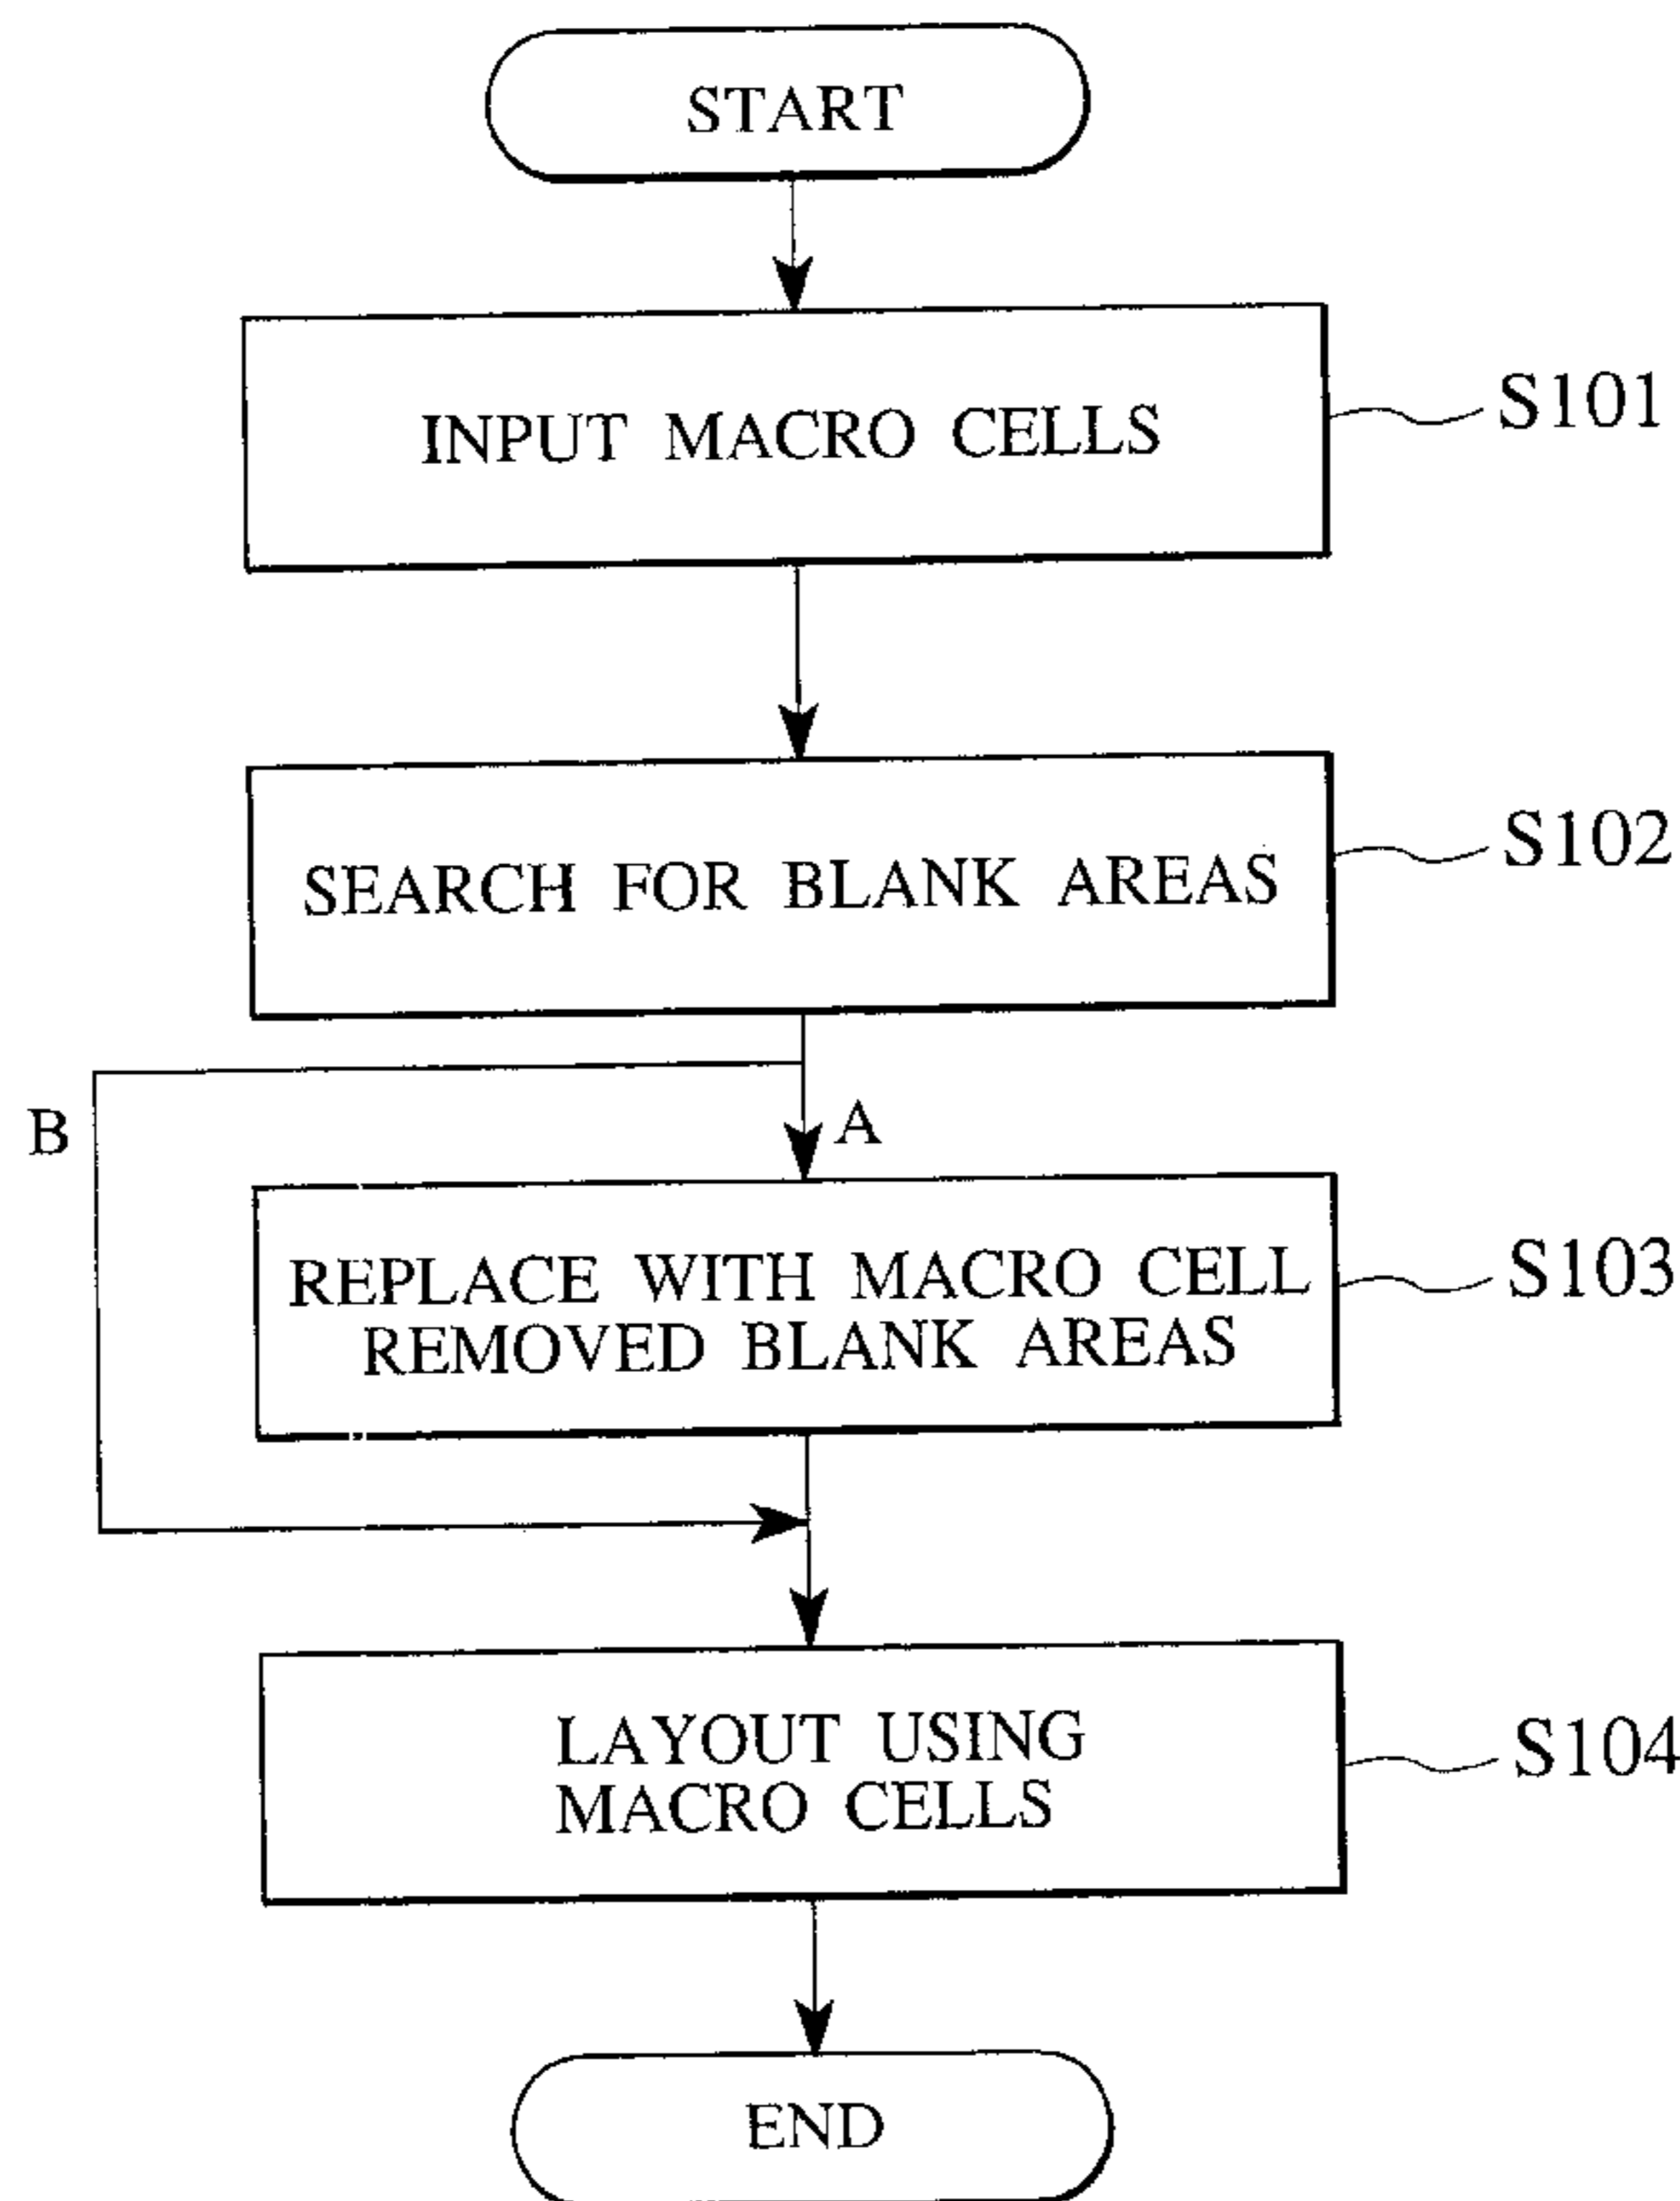 START
INPUT MACRO CELLS
S101
SEARCH FOR BLANK AREAS
S102
B
A
REPLACE WITH MACRO CELL
REMOVED BLANK AREAS
S103
LAYOUT USING
MACRO CELLS
S104
END